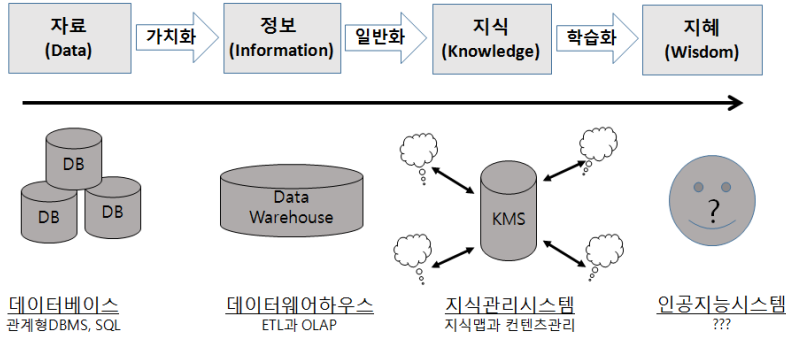 자료
(Data)
가치화
정보
(Information)
일반화
지식
(Knowledge)
학습화
지혜
(Wisdom)
DB
DB
DB
Data
Warehouse
KMS
?
데이터베이스
관계형DBMS, SQL
데이터웨어하우스
ETL과 OLAP
지식관리시스템
지식맵과 컨텐츠관리
인공지능시스템
???